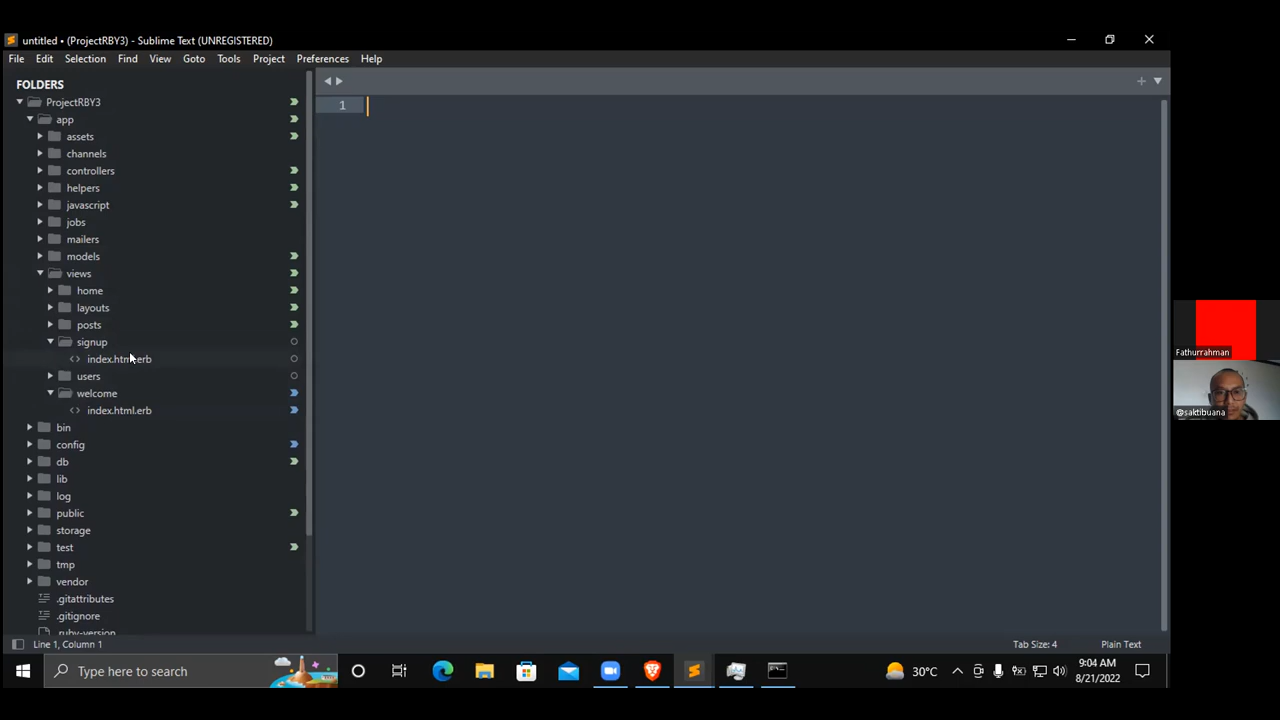 untitled • (ProjectRBY3) - Sublime Text (UNREGISTERED)
File Edit Selection Find View Goto Tools Project Preferences Help
FOLDERS
ProjectRBY3
app
assets
channels
controllers
helpers
javascript
jobs
mailers
models
views
home
layouts
posts
signup
index.html.erb
users
welcome
index.html.erb
bin
config
db
lib
log
public
storage
test
tmp
vendor
.gitattributes
.gitignore
.ruby-version
1
Fathurrahman
@saktibuana
Line 1, Column 1
Tab Size: 4
Plain Text
Type here to search
30°C
9:04 AM
8/21/2022